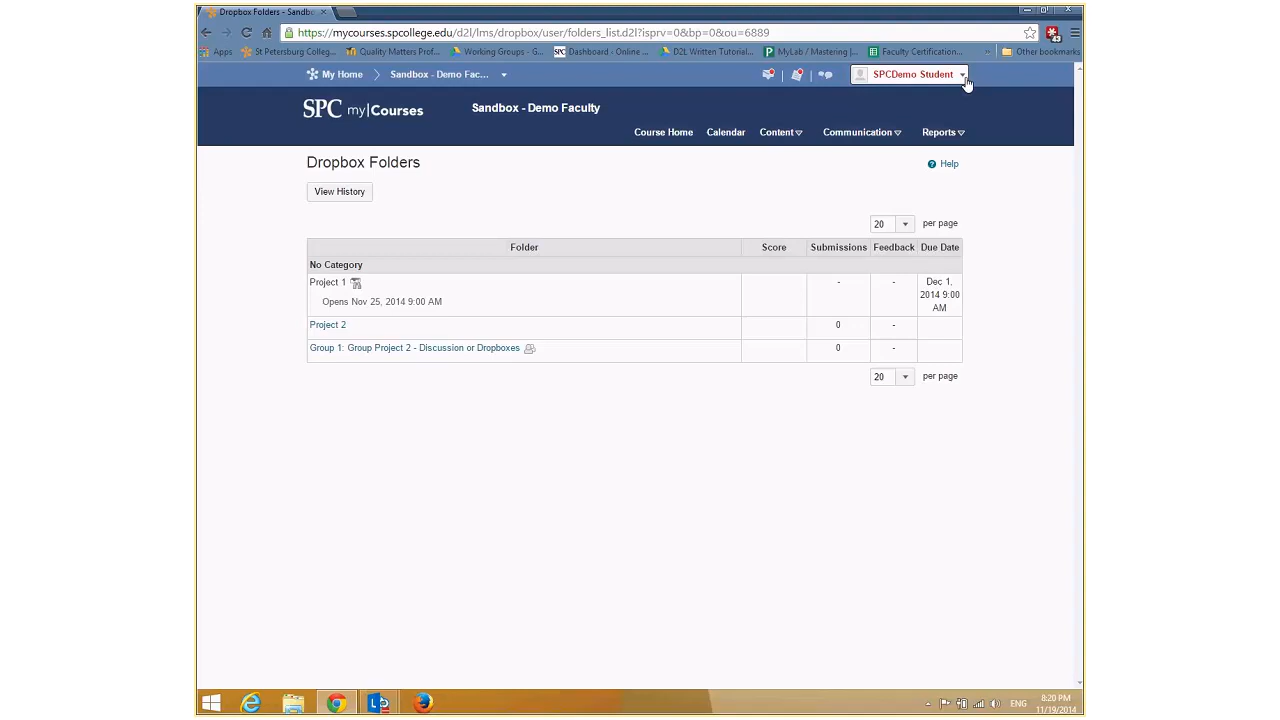 Dropbox Folders - Sandb
https://mycourses.spcollege.edu/d2l/lms/dropbox/user/folders_list.d2l?isprv=0&bp=0&ou=6889
Apps St Petersburg Colleg... Quality Matters Prof... Working Groups - G... SPC Dashboard : Online ... D2L Written Tutorial... MyLab / Mastering |... Faculty Certification... » Other bookmarks
43
My Home Sandbox - Demo Fac... SPCDemo Student
SPC my|Courses Sandbox - Demo Faculty
Course Home Calendar Content Communication Reports
Dropbox Folders
Help
View History
20 per page
Folder Score Submissions Feedback Due Date
No Category
Project 1 - - Dec 1,
Opens Nov 25, 2014 9:00 AM 2014 9:00
AM
Project 2 0 -
Group 1: Group Project 2 - Discussion or Dropboxes 0 -
20 per page
ENG
8:20 PM
11/19/2014